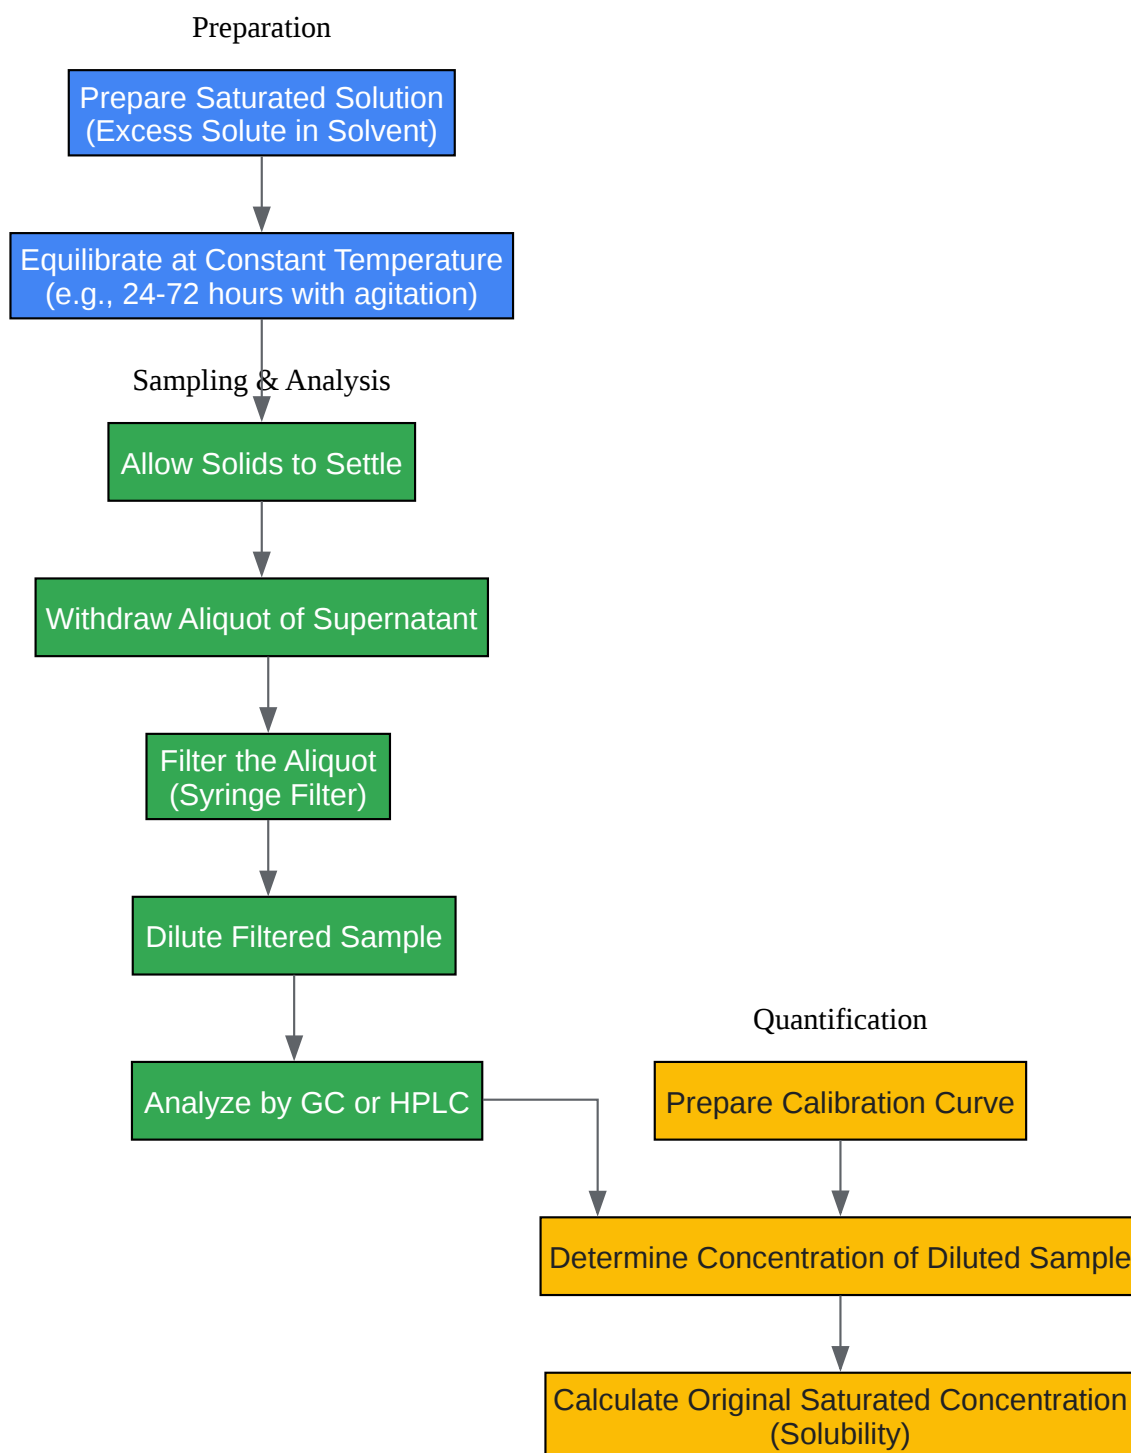 Preparation
Prepare Saturated Solution
(Excess Solute in Solvent)
Equilibrate at Constant Temperature
(e.g., 24-72 hours with agitation)
Sampling & Analysis
Allow Solids to Settle
Withdraw Aliquot of Supernatant
Filter the Aliquot
(Syringe Filter)
Dilute Filtered Sample
Analyze by GC or HPLC
Quantification
Prepare Calibration Curve
Determine Concentration of Diluted Sample
Calculate Original Saturated Concentration
(Solubility)